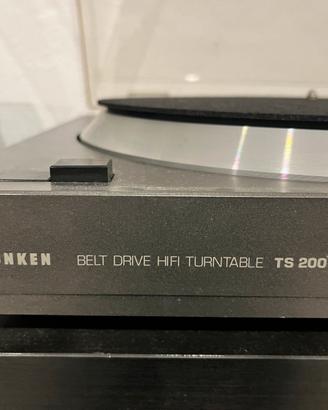 NKEN BELT DRIVE HIFI TURNTABLE TS 200